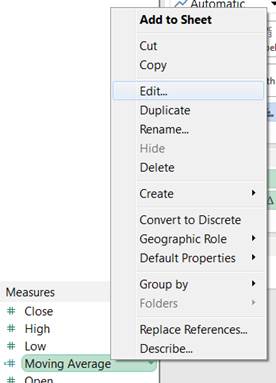 Automatic
Add to Sheet
Cut
Copy
Edit...
Duplicate
Rename...
Hide
Delete
Create
Convert to Discrete
Geographic Role
Default Properties
Group by
Folders
Replace References...
Describe...
Measures
Close
High
Low
Moving Average
Open